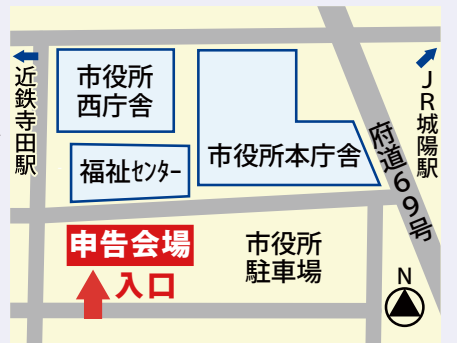 近鉄寺田駅
市役所
西庁舎
福祉センター
市役所本庁舎
JR城陽駅
府道69号
申告会場
入口
市役所
駐車場
N